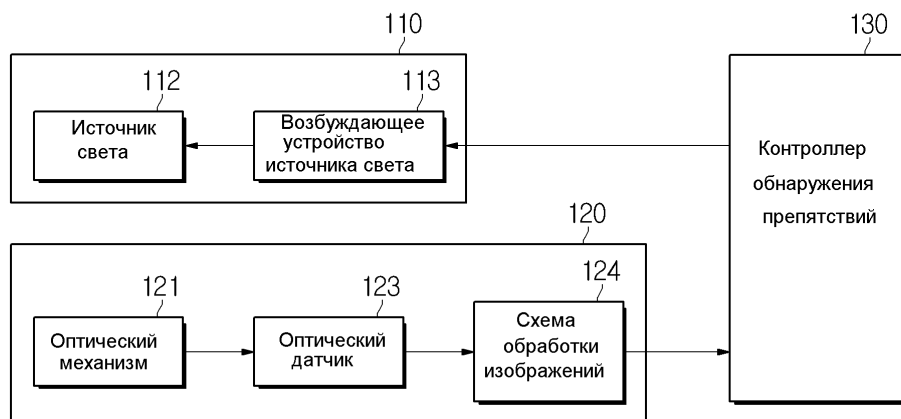 110
130
112
113
Источник
света
Возбуждающее
устройство
источника света
Контроллер
обнаружения
препятствий
120
121
123
124
Оптический
механизм
Оптический
датчик
Схема
обработки
изображений